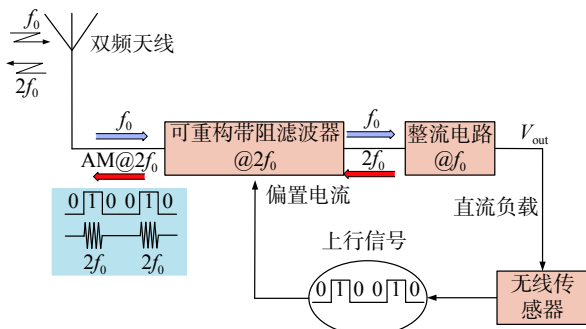 f₀
双频天线
2f₀
f₀
可重构带阻滤波器
@2f₀
f₀
2f₀
整流电路
@f₀
Vout
AM@2f₀
0 1 0 0 1 0
2f₀ 2f₀
偏置电流
直流负载
上行信号
0 1 0 0 1 0
无线传
感器